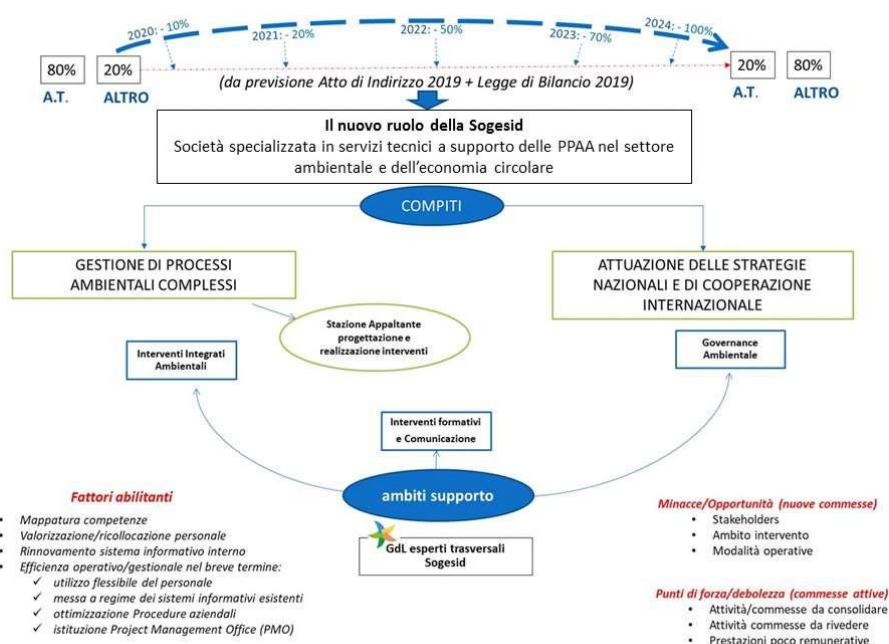 2020: - 10%
2021: - 20%
2022: - 50%
2023: - 70%
2024: - 100%
80%
20%
20%
80%
A.T.
ALTRO
A.T.
ALTRO
(da previsione Atto di Indirizzo 2019 + Legge di Bilancio 2019)
Il nuovo ruolo della Sogesid
Società specializzata in servizi tecnici a supporto delle PPAA nel settore
ambientale e dell'economia circolare
COMPITI
GESTIONE DI PROCESSI
AMBIENTALI COMPLESSI
ATTUAZIONE DELLE STRATEGIE
NAZIONALI E DI COOPERAZIONE
INTERNAZIONALE
Stazione Appaltante
progettazione e
realizzazione interventi
Interventi Integrati
Ambientali
Governance
Ambientale
Interventi formativi
e Comunicazione
ambiti supporto
GdL esperti trasversali
Sogesid
Fattori abilitanti
• Mappatura competenze
• Valorizzazione/ricollocazione personale
• Rinnovamento sistema informativo interno
• Efficienza operativo/gestionale nel breve termine:
✓ utilizzo flessibile del personale
✓ messa a regime dei sistemi informativi esistenti
✓ ottimizzazione Procedure aziendali
✓ istituzione Project Management Office (PMO)
Minacce/Opportunità (nuove commesse)
• Stakeholders
• Ambito intervento
• Modalità operative
Punti di forza/debolezza (commesse attive)
• Attività/commesse da consolidare
• Attività commesse da rivedere
• Prestazioni poco remunerative